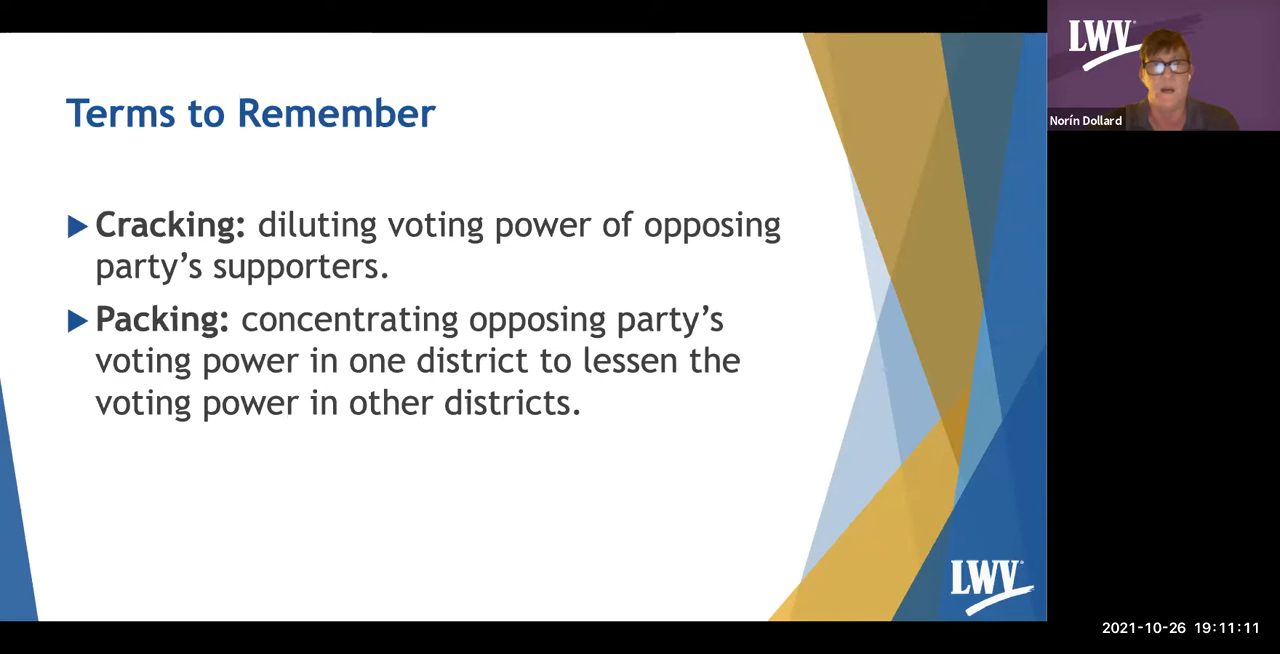 Terms to Remember
Cracking: diluting voting power of opposing
party's supporters.
Packing: concentrating opposing party's
voting power in one district to lessen the
voting power in other districts.
LWV
LWV
Norín Dollard
2021-10-26 19:11:11